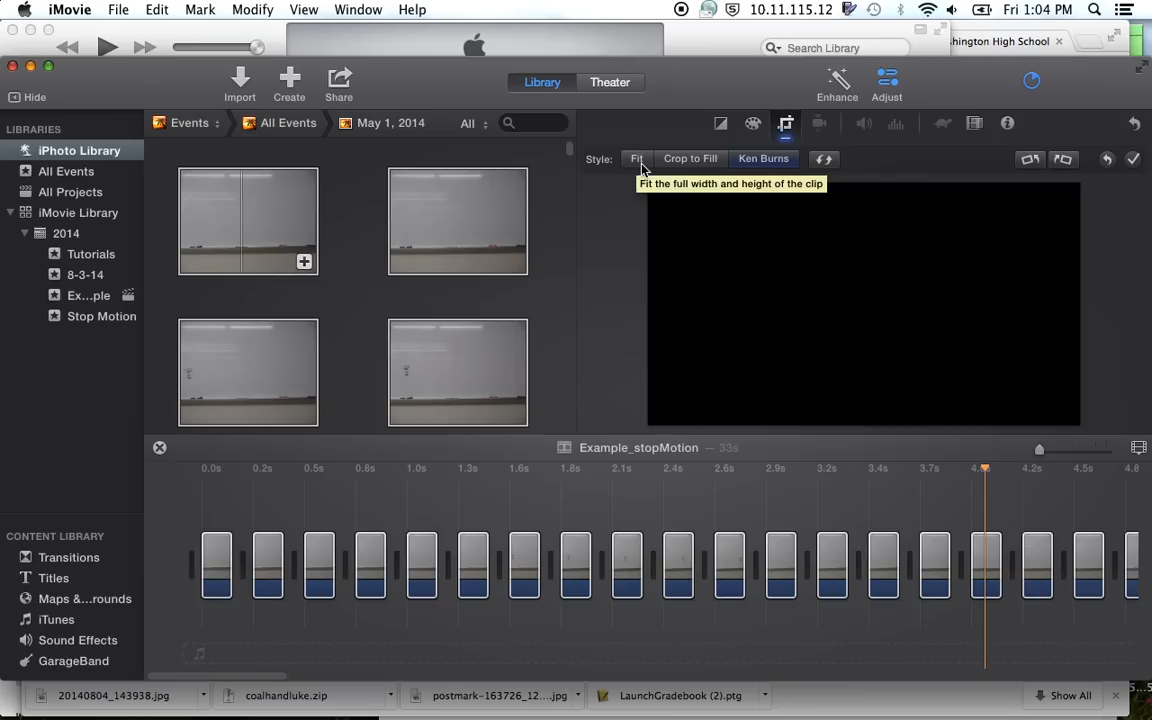 iMovie File Edit Mark Modify View Window Help 10.11.115.12 Fri 1:04 PM
Search Library
shington High School
Hide Import Create Share Library Theater Enhance Adjust
LIBRARIES
iPhoto Library
All Events
All Projects
iMovie Library
2014
Tutorials
8-3-14
Ex...ple
Stop Motion
Events All Events May 1, 2014 All
Style: Fit Crop to Fill Ken Burns
Fit the full width and height of the clip
Example_stopMotion — 33s
0.0s 0.2s 0.5s 0.8s 1.0s 1.3s 1.6s 1.8s 2.1s 2.4s 2.6s 2.9s 3.2s 3.4s 3.7s 4.2s 4.5s 4.8
CONTENT LIBRARY
Transitions
Titles
Maps &...rounds
iTunes
Sound Effects
GarageBand
20140804_143938.jpg coalhandluke.zip postmark-163726_12....jpg LaunchGradebook (2).ptg Show All